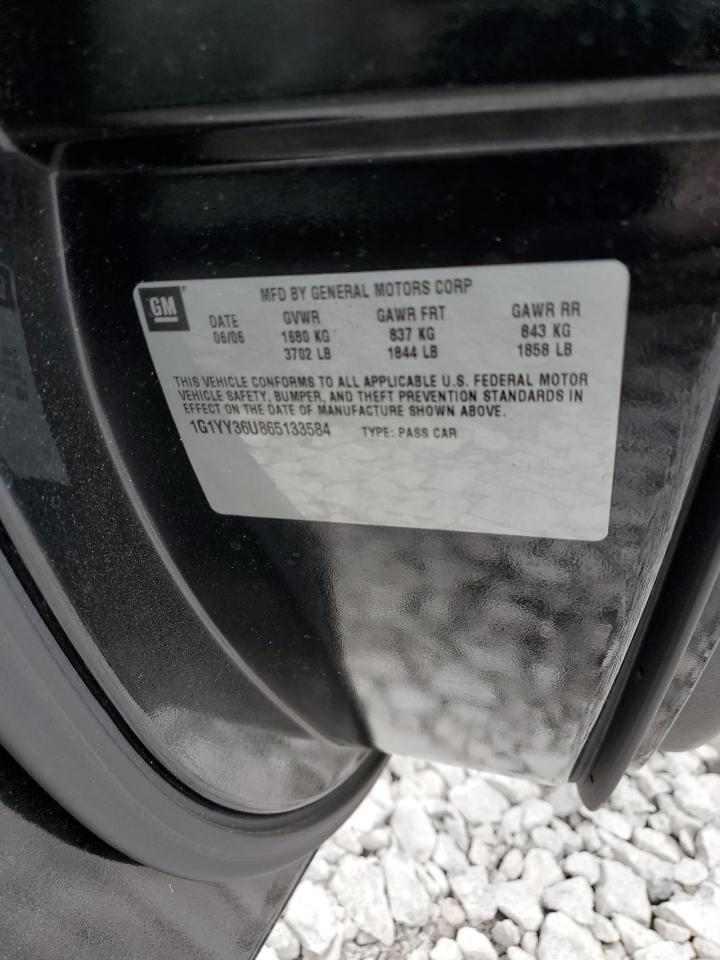 GM
MFD BY GENERAL MOTORS CORP
DATE GVWR GAWR FRT GAWR RR
06/06 1680 KG 837 KG 843 KG
3702 LB 1844 LB 1858 LB
THIS VEHICLE CONFORMS TO ALL APPLICABLE U.S. FEDERAL MOTOR
VEHICLE SAFETY, BUMPER, AND THEFT PREVENTION STANDARDS IN
EFFECT ON THE DATE OF MANUFACTURE SHOWN ABOVE.
1G1YY36U865133584 TYPE: PASS CAR